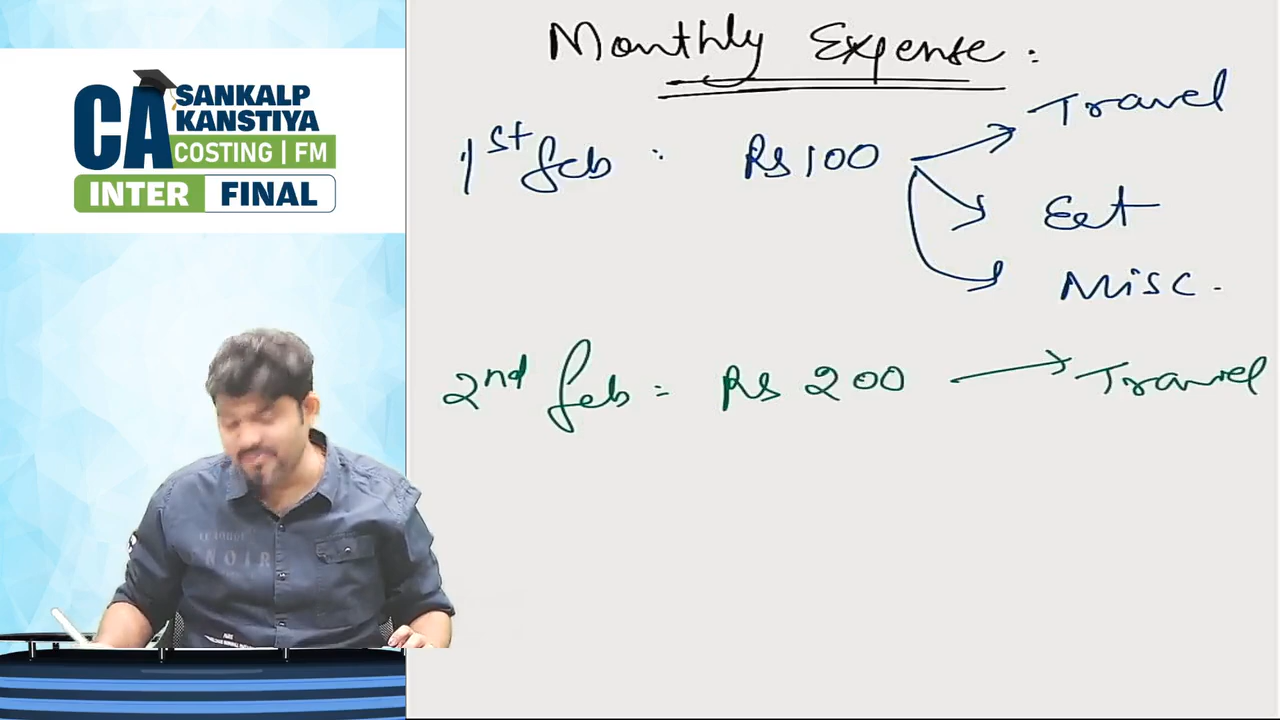 CA SANKALP
KANSTIYA
COSTING | FM
INTER FINAL
Monthly Expense :
1st feb : Rs 100 Travel
Eat
Misc.
2nd feb = Rs 200 Travel